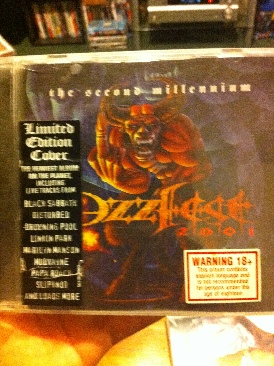 the second millennium
Limited
Edition
Cover
THE HEAVIEST ALBUM
ON THE PLANET,
INCLUDING
LIVE TRACKS FROM
BLACK SABBATH
DISTURBED
DROWNING POOL
LINKIN PARK
MARILYN MANSON
MUDVAYNE
PAPA ROACH
SLIPKNOT
AND LOADS MORE
OZZFest
2001
WARNING 18+
This album contains
explicit language and
is not recommended
for persons under the
age of eighteen